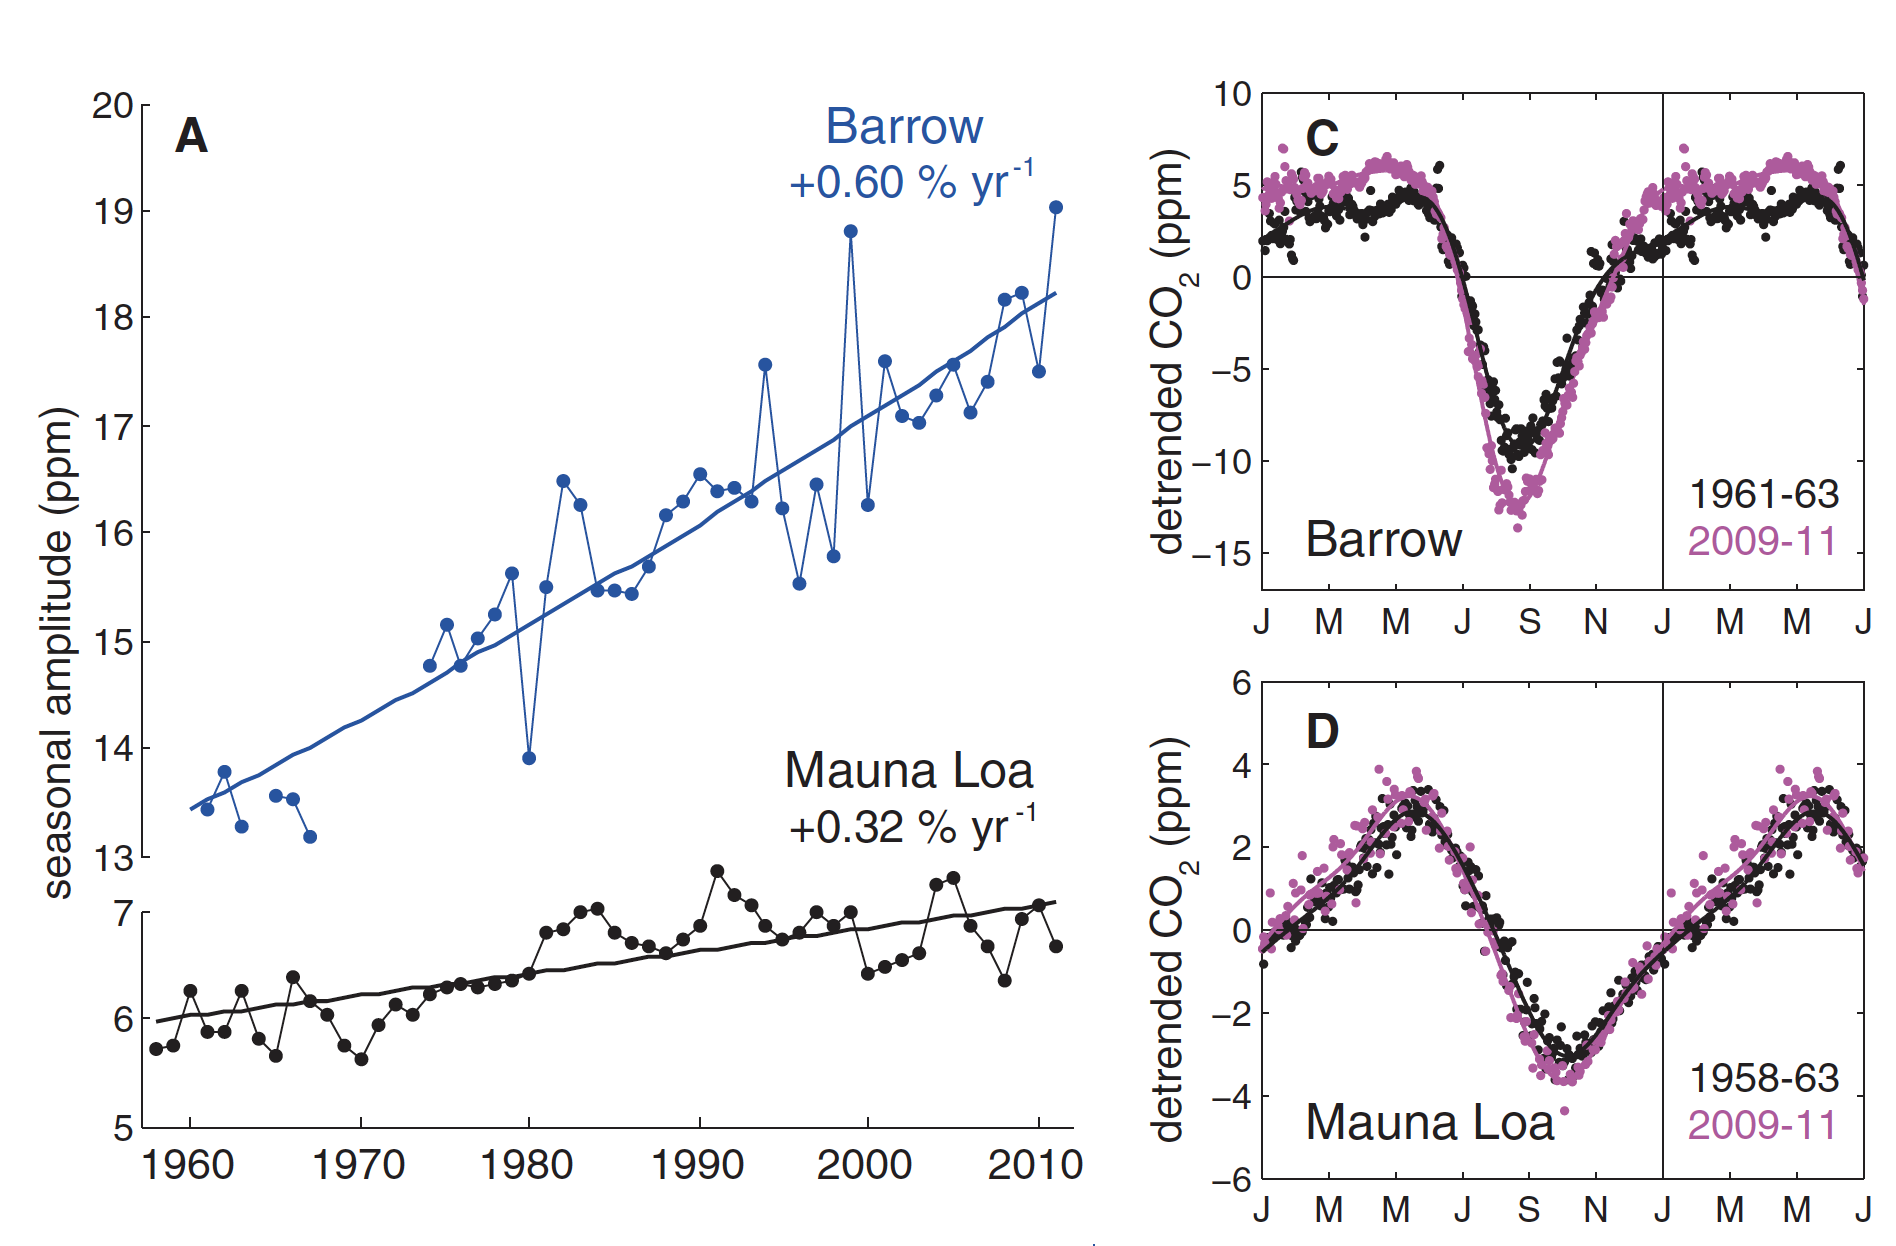 A
Barrow
+0.60 % yr⁻¹
Mauna Loa
+0.32 % yr⁻¹
seasonal amplitude (ppm)
20
19
18
17
16
15
14
13
7
6
5
1960 1970 1980 1990 2000 2010
C
detrended CO₂ (ppm)
10
5
0
−5
−10
−15
Barrow
1961-63
2009-11
J M M J S N J M M J
D
detrended CO₂ (ppm)
6
4
2
0
−2
−4
−6
Mauna Loa
1958-63
2009-11
J M M J S N J M M J